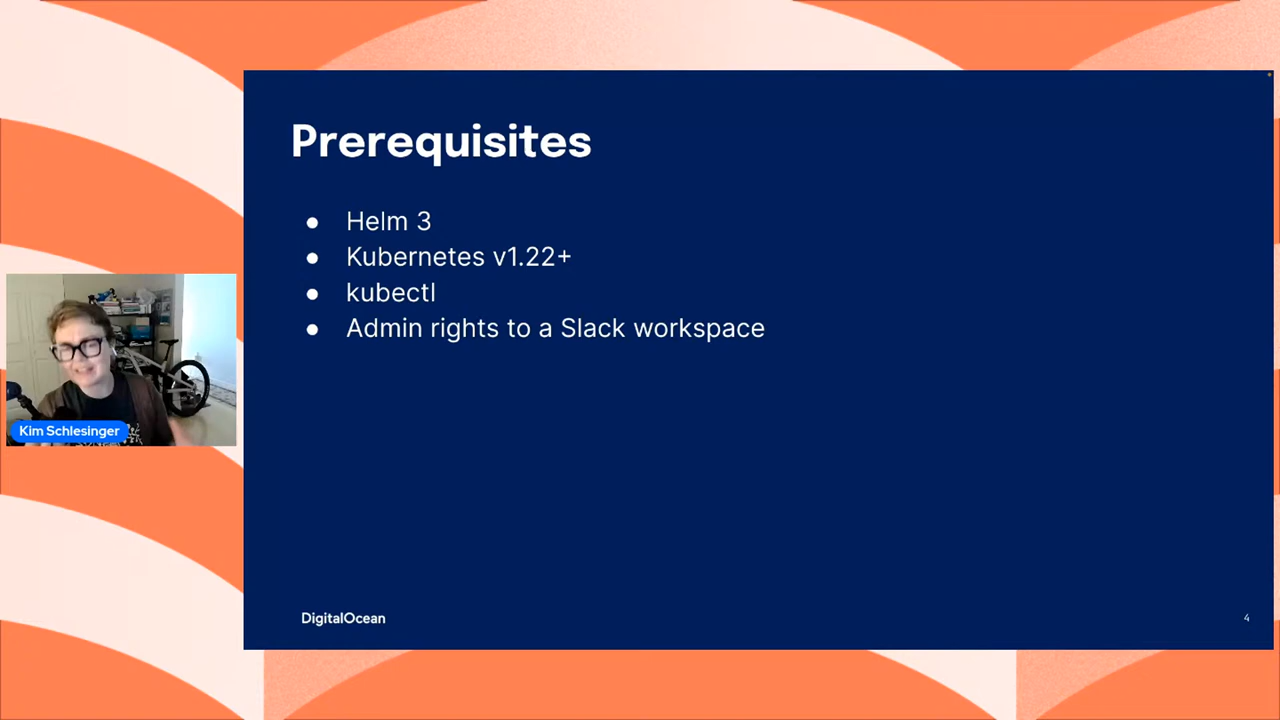 Prerequisites
● Helm 3
● Kubernetes v1.22+
● kubectl
● Admin rights to a Slack workspace
Kim Schlesinger
DigitalOcean
4